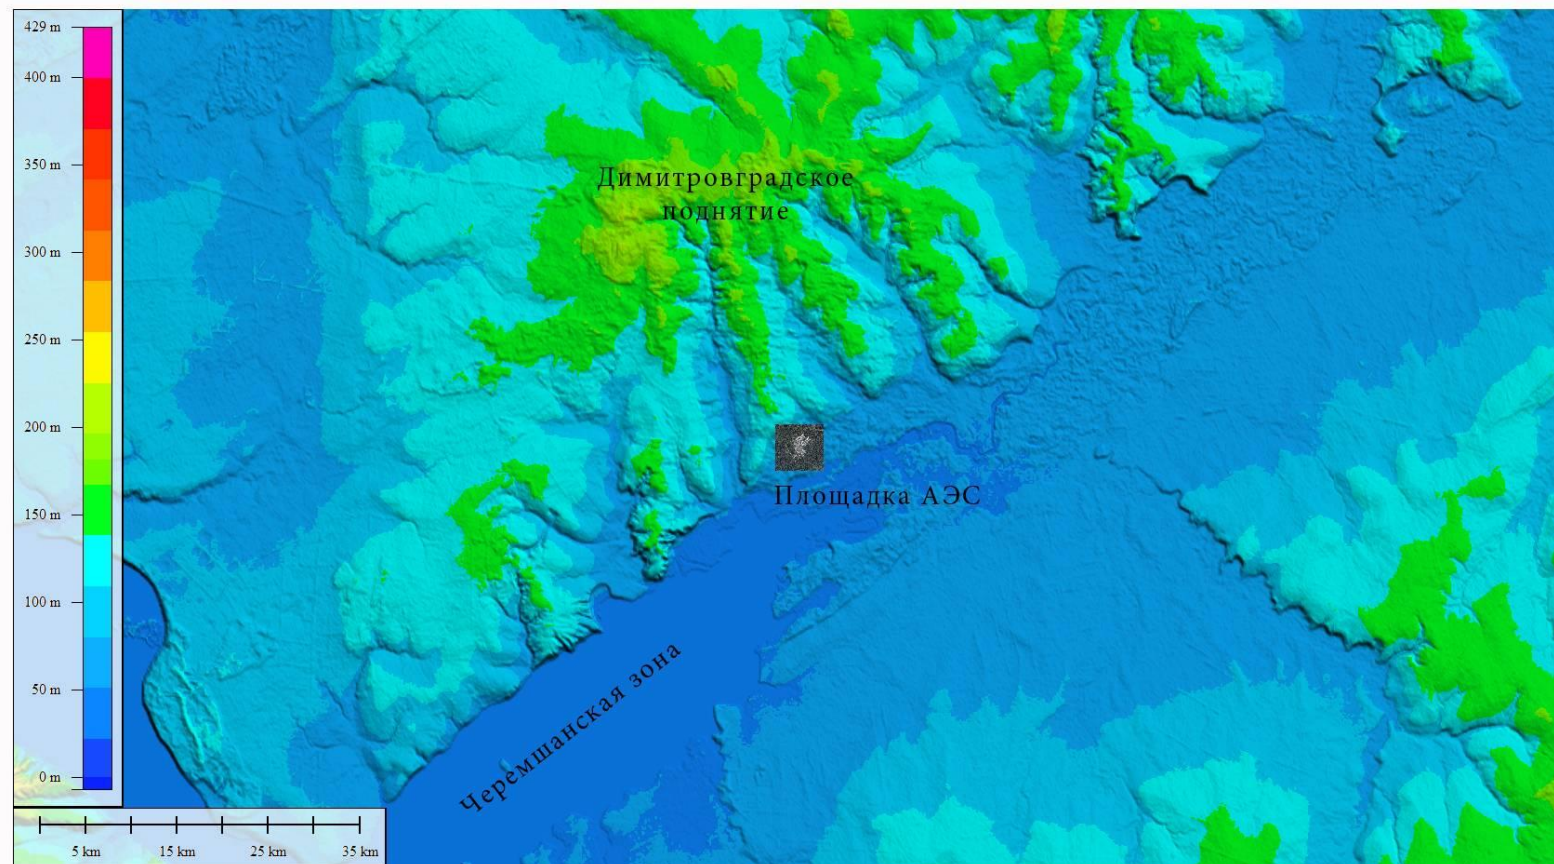 429 m
400 m
350 m
300 m
250 m
200 m
150 m
100 m
50 m
0 m
Димитровградское
поднятие
Площадка АЭС
Черемшанская зона
5 km 15 km 25 km 35 km